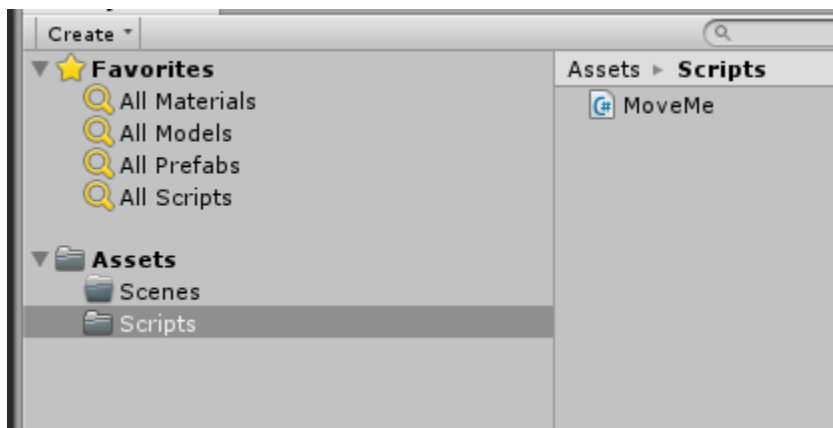 Create
Favorites
All Materials
All Models
All Prefabs
All Scripts
Assets
Scenes
Scripts
Assets ▸ Scripts
C#
MoveMe